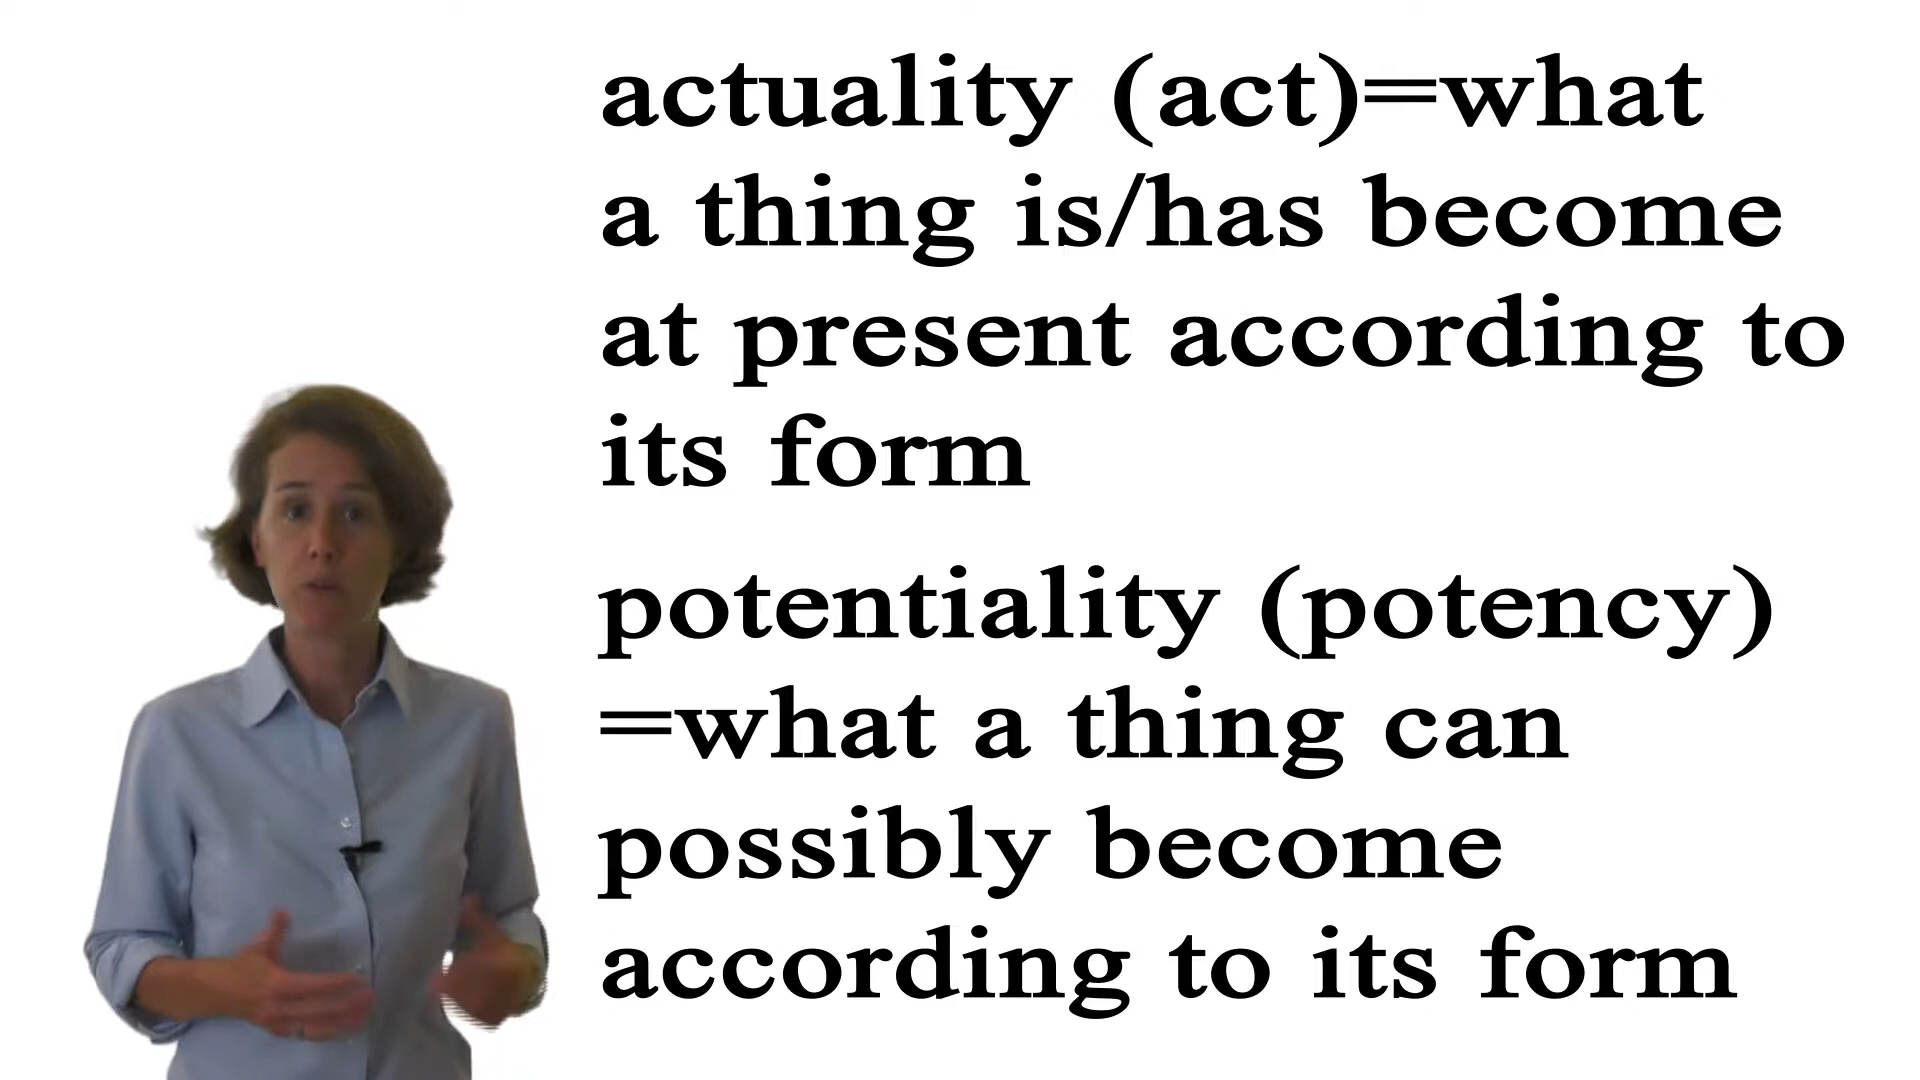 actuality (act)=what
a thing is/has become
at present according to
its form
potentiality (potency)
=what a thing can
possibly become
according to its form